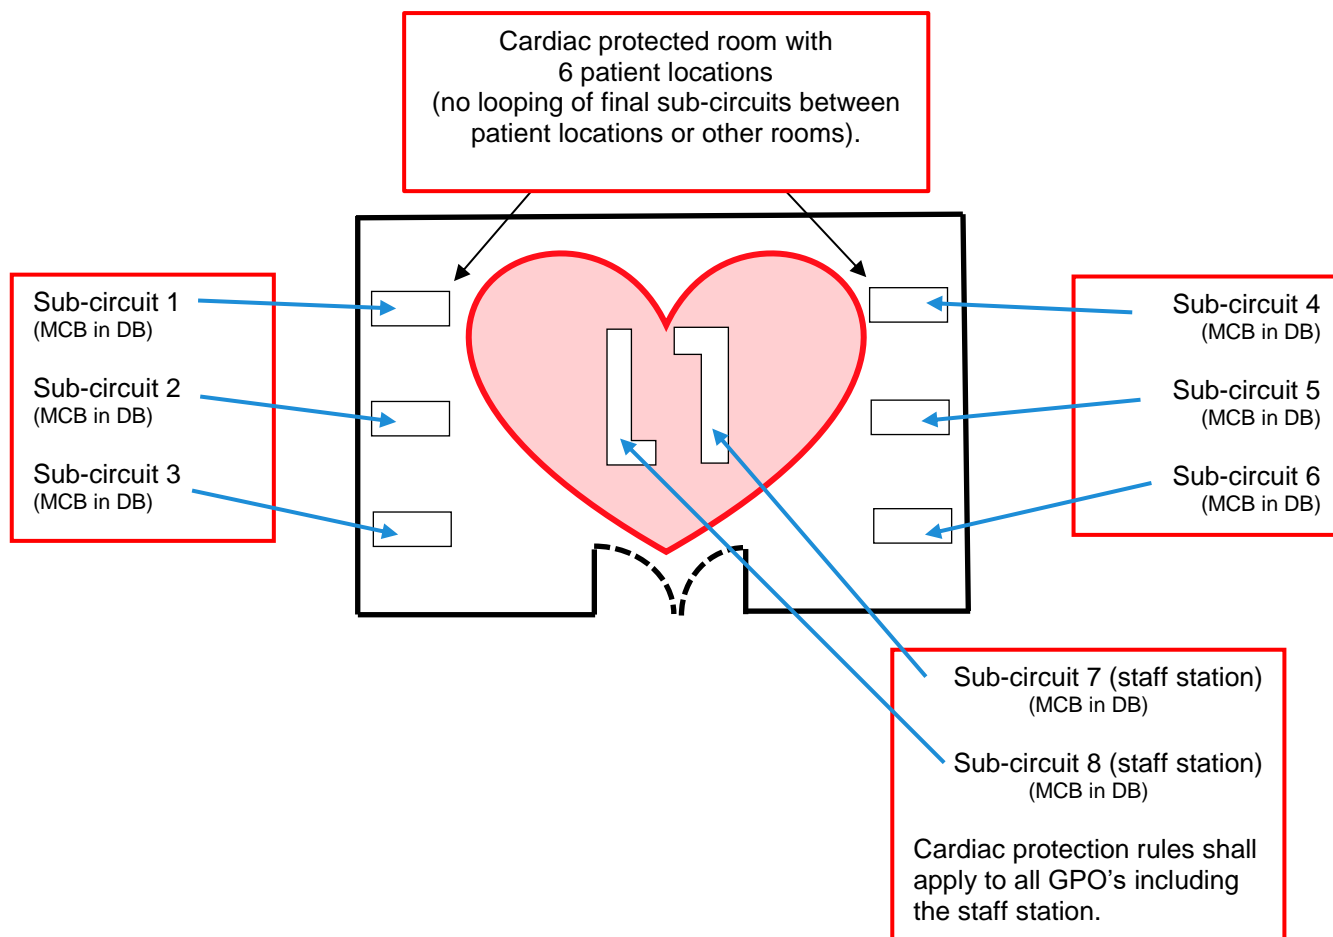 Cardiac protected room with
6 patient locations
(no looping of final sub-circuits between
patient locations or other rooms).
Sub-circuit 1
(MCB in DB)
Sub-circuit 2
(MCB in DB)
Sub-circuit 3
(MCB in DB)
Sub-circuit 4
(MCB in DB)
Sub-circuit 5
(MCB in DB)
Sub-circuit 6
(MCB in DB)
Sub-circuit 7 (staff station)
(MCB in DB)
Sub-circuit 8 (staff station)
(MCB in DB)
Cardiac protection rules shall
apply to all GPO’s including
the staff station.